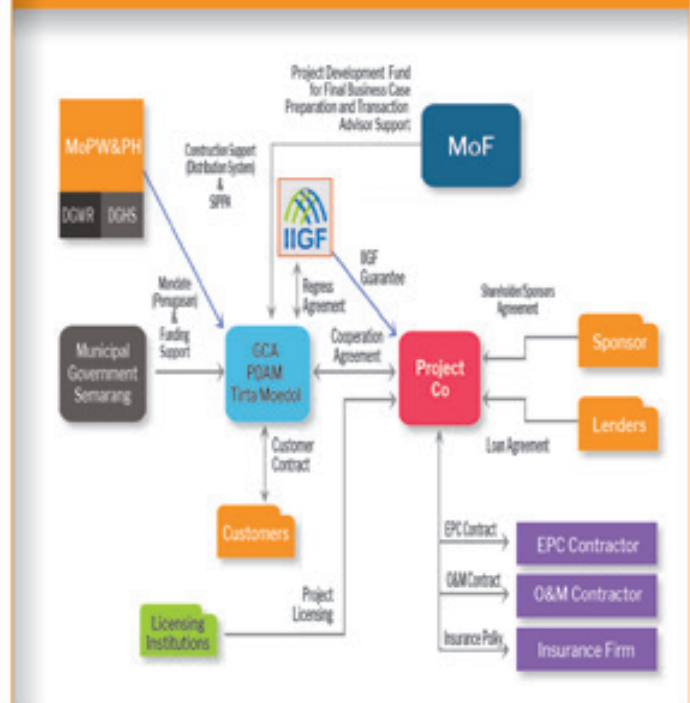 Project Development Fund
for Final Business Case
Preparation and Transaction
Advisor Support
MoF
MoPW&PH
DGWR DGHS
Construction Support
(Distribution System)
&
SIPPA
IIGF
IIGF
Guarantee
Regress
Agreement
Mandate
(Penugasan)
&
Funding
Support
Shareholder/Sponsors
Agreement
Municipal
Government
Semarang
GCA
PDAM
Tirta Moedol
Cooperation
Agreement
Project
Co
Sponsor
Lenders
Loan Agreement
Customer
Contract
Customers
EPC Contract
EPC Contractor
O&M Contract
O&M Contractor
Insurance Policy
Insurance Firm
Project
Licensing
Licensing
Institutions